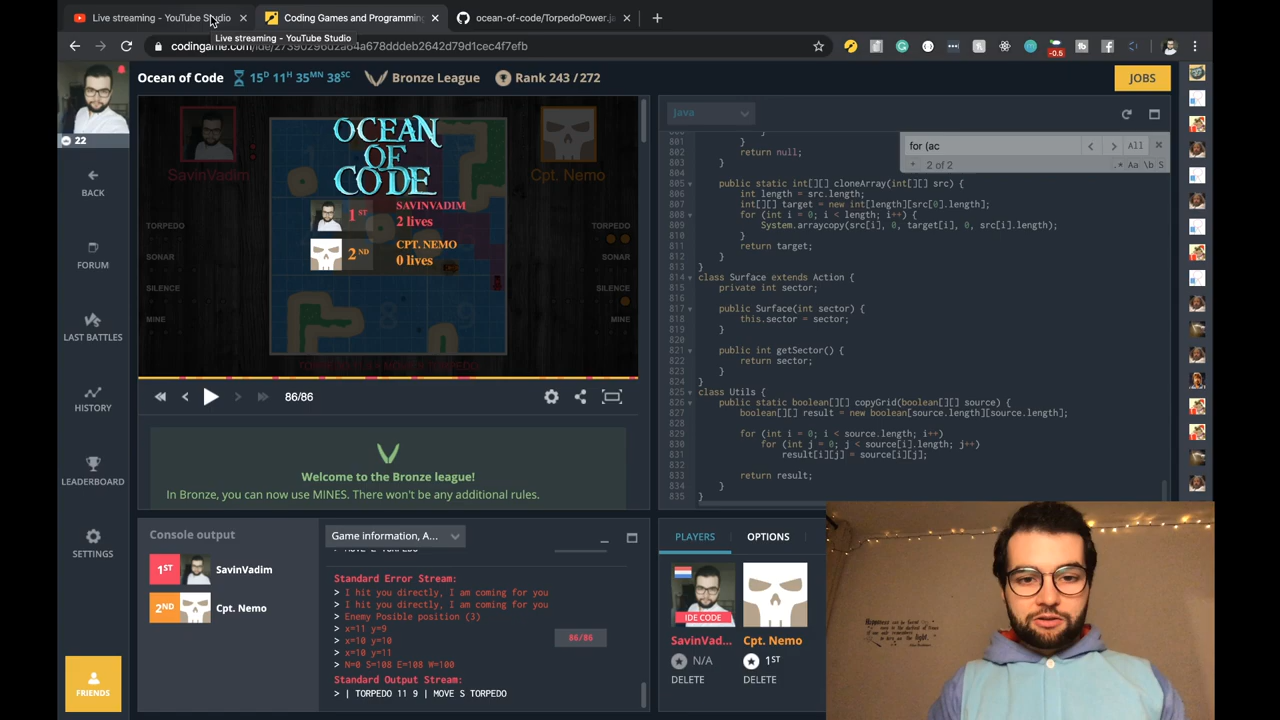 Live streaming - YouTube Studio
Coding Games and Programming
ocean-of-code/TorpedoPower.ja
Live streaming - YouTube Studio
-0.5
Ocean of Code
15D 11H 35MN 38SC
Bronze League
Rank 243 / 272
JOBS
22
BACK
FORUM
LAST BATTLES
HISTORY
LEADERBOARD
SETTINGS
FRIENDS
OCEAN
OF
CODE
SavinVadim
Cpt. Nemo
1ST
SAVINVADIM
2 lives
2ND
CPT. NEMO
0 lives
TORPEDO
SONAR
SILENCE
MINE
TORPEDO
SONAR
SILENCE
MINE
86/86
Welcome to the Bronze league!
In Bronze, you can now use MINES. There won't be any additional rules.
Java
for (ac
All
2 of 2
.* Aa \b S
801 }
802 return null;
803 }
804
805 public static int[][] cloneArray(int[][] src) {
806 int length = src.length;
807 int[][] target = new int[length][src[0].length];
808 for (int i = 0; i < length; i++) {
809 System.arraycopy(src[i], 0, target[i], 0, src[i].length);
810 }
811 return target;
812 }
813 }
814 class Surface extends Action {
815 private int sector;
816
817 public Surface(int sector) {
818 this.sector = sector;
819 }
820
821 public int getSector() {
822 return sector;
823 }
824 }
825 class Utils {
826 public static boolean[][] copyGrid(boolean[][] source) {
827 boolean[][] result = new boolean[source.length][source.length];
828
829 for (int i = 0; i < source.length; i++)
830 for (int j = 0; j < source[i].length; j++)
831 result[i][j] = source[i][j];
832
833 return result;
834 }
835 }
Console output
Game information, A...
1ST SavinVadim
2ND Cpt. Nemo
Standard Error Stream:
> I hit you directly, I am coming for you
> I hit you directly, I am coming for you
> Enemy Posible position (3)
> x=11 y=9
> x=10 y=10
> x=10 y=11
> N=0 S=108 E=108 W=100
86/86
Standard Output Stream:
> | TORPEDO 11 9 | MOVE S TORPEDO
PLAYERS
OPTIONS
IDE CODE
SavinVad...
Cpt. Nemo
N/A
1ST
DELETE
DELETE